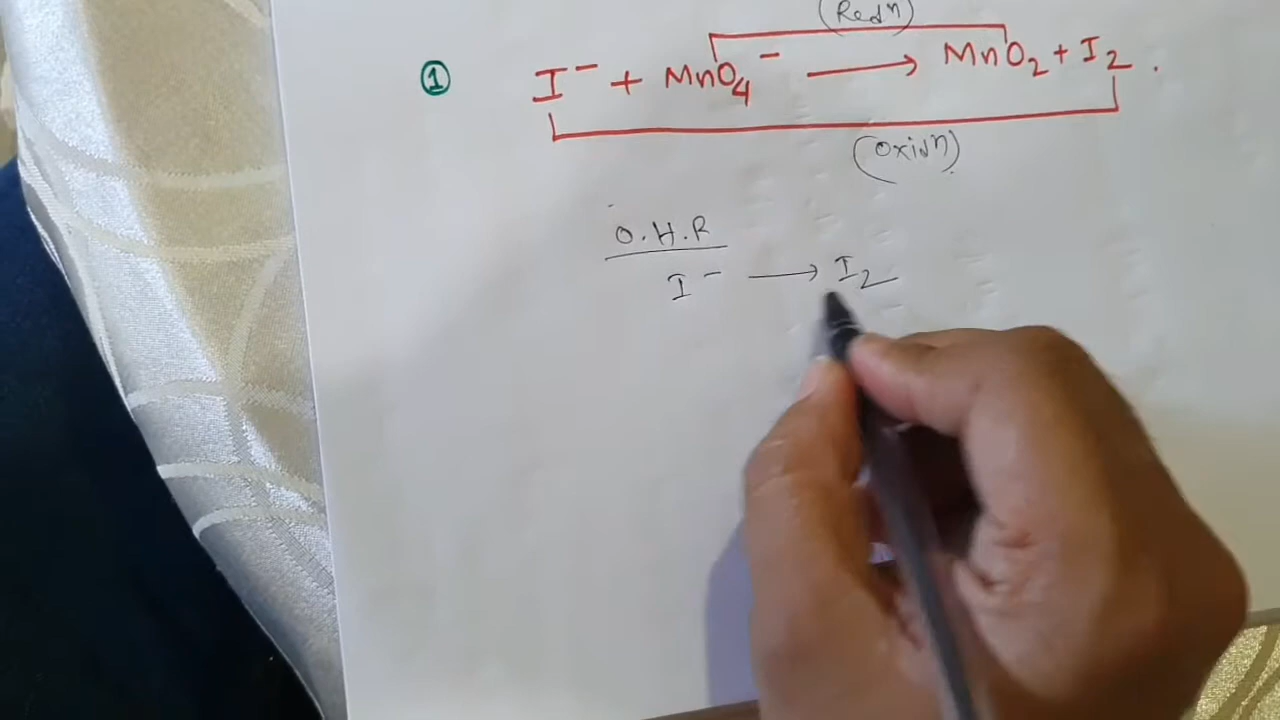 (Redⁿ)
① I⁻ + MnO₄⁻ → MnO₂ + I₂ .
(Oxidⁿ)
O.H.R
I⁻ → I₂